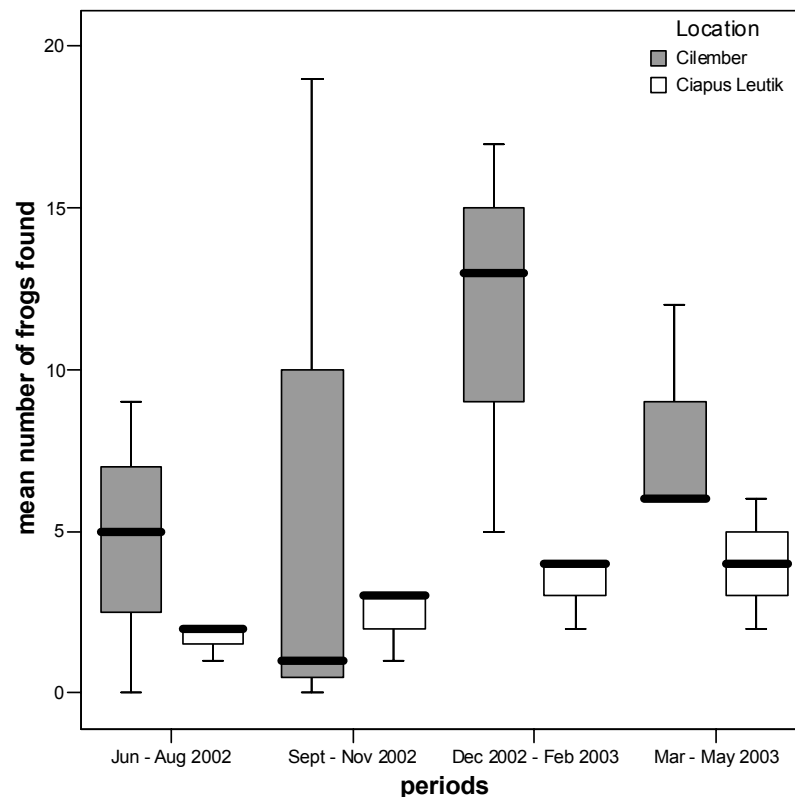 Location
Cilember
Ciapus Leutik
mean number of frogs found
20
15
10
5
0
Jun - Aug 2002
Sept - Nov 2002
Dec 2002 - Feb 2003
Mar - May 2003
periods